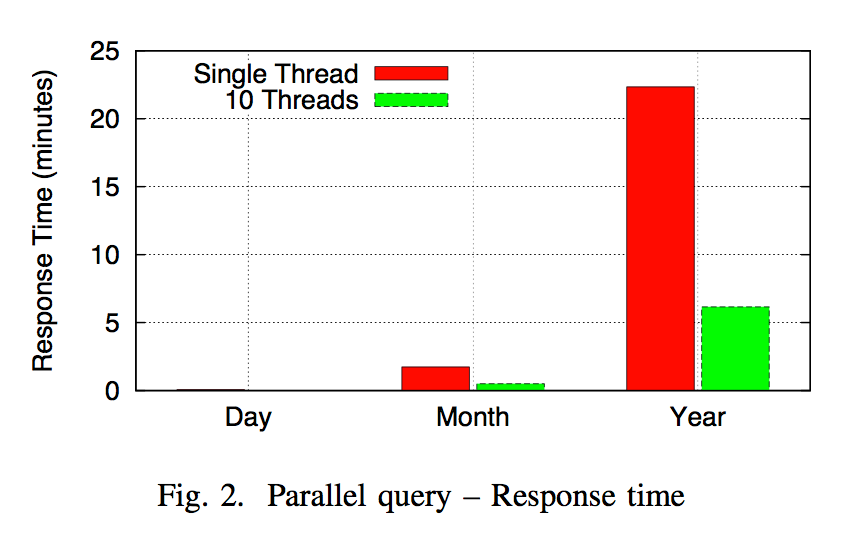 Response Time (minutes)
25
20
15
10
5
0
Single Thread
10 Threads
Day Month Year
Fig. 2. Parallel query – Response time